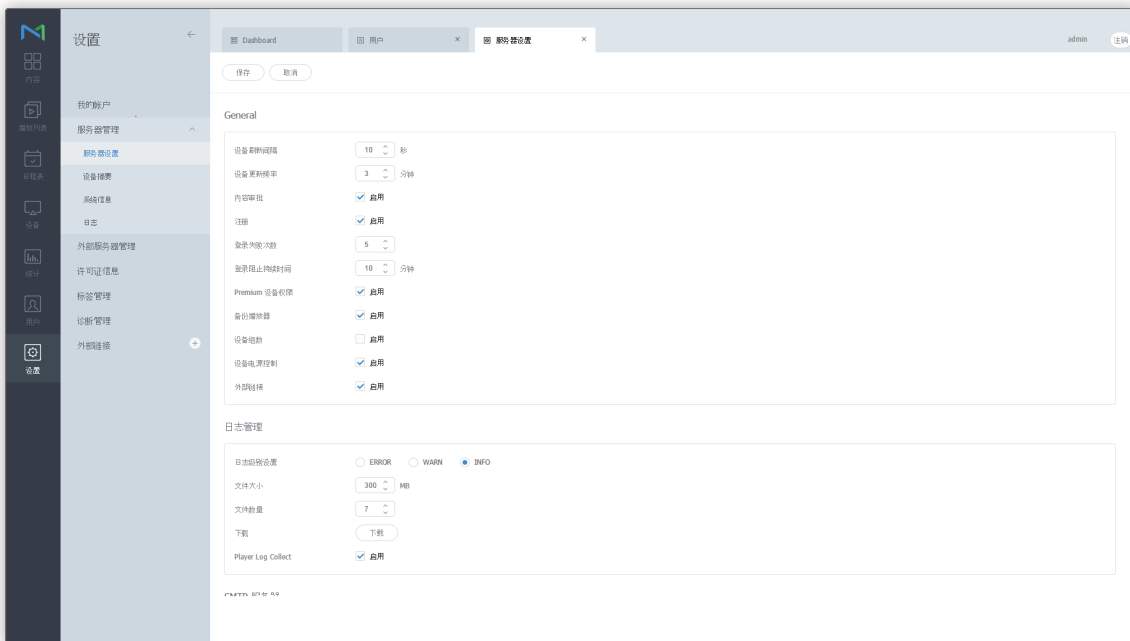 设置
Dashboard
用户
服务器设置
admin
注销
保存
取消
内容
播放列表
日程表
设备
统计
用户
设置
我的帐户
服务器管理
服务器设置
设备摘要
系统信息
日志
外部服务器管理
许可证信息
标签管理
诊断管理
外部连接
General
设备刷新间隔 10 秒
设备更新频率 3 分钟
内容审批 启用
注册 启用
登录失败次数 5
登录阻止持续时间 10 分钟
Premium 设备权限 启用
备份播放器 启用
设备组数 启用
设备电源控制 启用
外部链接 启用
日志管理
日志级别设置 ERROR WARN INFO
文件大小 300 MB
文件数量 7
下载 下载
Player Log Collect 启用
SMTP 服务器